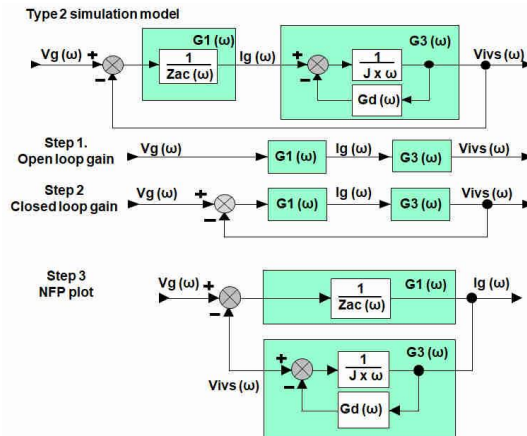 Type 2 simulation model
Vg (ω)
+
−
G1 (ω)
1
Zac (ω)
Ig (ω)
+
−
G3 (ω)
1
J x ω
Gd (ω)
Vivs (ω)
Step 1.
Open loop gain
Vg (ω)
G1 (ω)
Ig (ω)
G3 (ω)
Vivs (ω)
Step 2
Closed loop gain
Vg (ω)
+
−
G1 (ω)
Ig (ω)
G3 (ω)
Vivs (ω)
Step 3
NFP plot
Vg (ω)
+
−
1
Zac (ω)
G1 (ω)
Ig (ω)
Vivs (ω)
+
−
1
J x ω
G3 (ω)
Gd (ω)